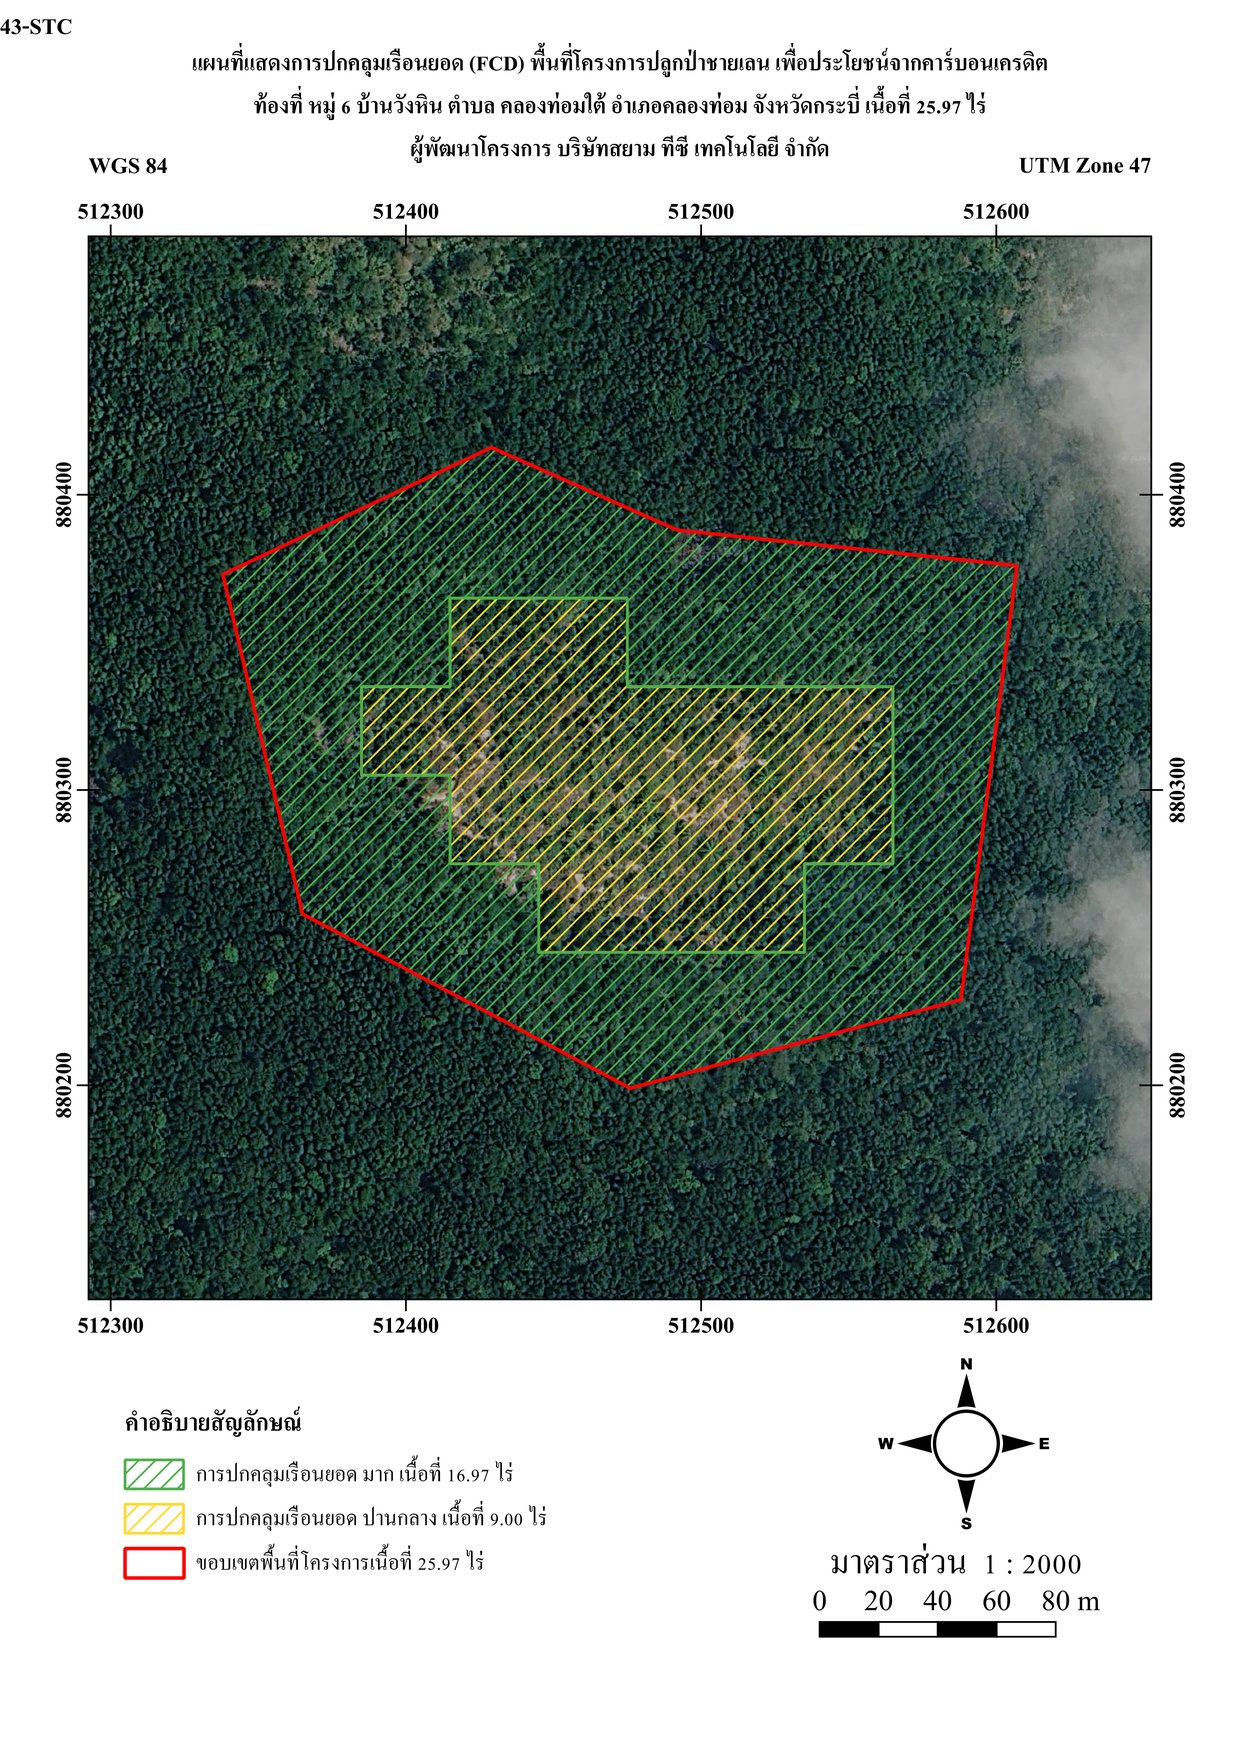 43-STC
แผนที่แสดงการปกคลุมเรือนยอด (FCD) พื้นที่โครงการปลูกป่าชายเลน เพื่อประโยชน์จากคาร์บอนเครดิต
ท้องที่ หมู่ 6 บ้านวังหิน ตำบล คลองท่อมใต้ อำเภอคลองท่อม จังหวัดกระบี่ เนื้อที่ 25.97 ไร่
ผู้พัฒนาโครงการ บริษัทสยาม ทีซี เทคโนโลยี จำกัด
WGS 84 UTM Zone 47
512300 512400 512500 512600
880400 880400
880300 880300
880200 880200
512300 512400 512500 512600
คำอธิบายสัญลักษณ์
การปกคลุมเรือนยอด มาก เนื้อที่ 16.97 ไร่
การปกคลุมเรือนยอด ปานกลาง เนื้อที่ 9.00 ไร่
ขอบเขตพื้นที่โครงการเนื้อที่ 25.97 ไร่
N
W E
S
มาตราส่วน 1 : 2000
0 20 40 60 80 m